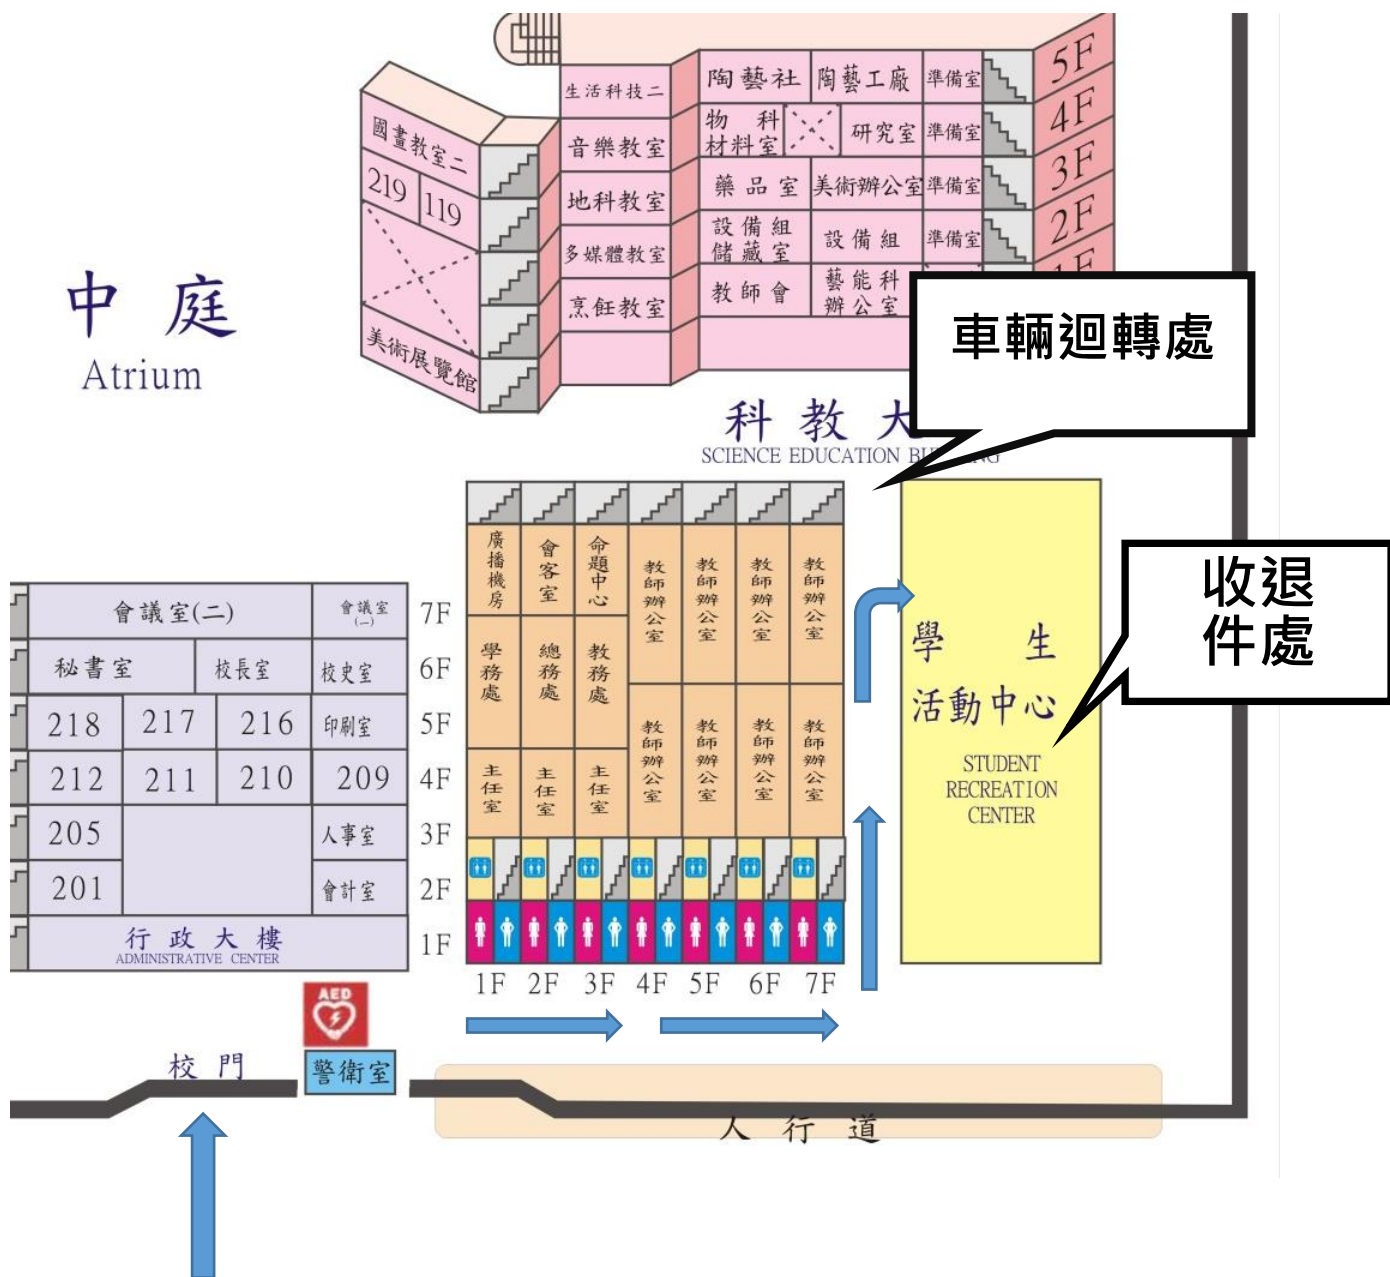 生活科技二
陶藝社
陶藝工廠
準備室
5F
國畫教室二
音樂教室
物 科
材料室
研究室
準備室
4F
219
119
地科教室
藥品室
美術辦公室
準備室
3F
多媒體教室
設備組
儲藏室
設備組
準備室
2F
烹飪教室
教師會
藝能科
辦公室
1F
美術展覽館
中庭
Atrium
車輛迴轉處
科教大
SCIENCE EDUCATION BU
NG
廣播機房
會客室
命題中心
教師辦公室
教師辦公室
教師辦公室
教師辦公室
學務處
總務處
教務處
教師辦公室
教師辦公室
教師辦公室
教師辦公室
主任室
主任室
主任室
1F
2F
3F
4F
5F
6F
7F
收退
件處
學生
活動中心
STUDENT
RECREATION
CENTER
會議室(二)
會議室
(一)
7F
秘書室
校長室
校史室
6F
218
217
216
印刷室
5F
212
211
210
209
4F
205
人事室
3F
201
會計室
2F
行政大樓
ADMINISTRATIVE CENTER
1F
AED
校門
警衛室
人行道